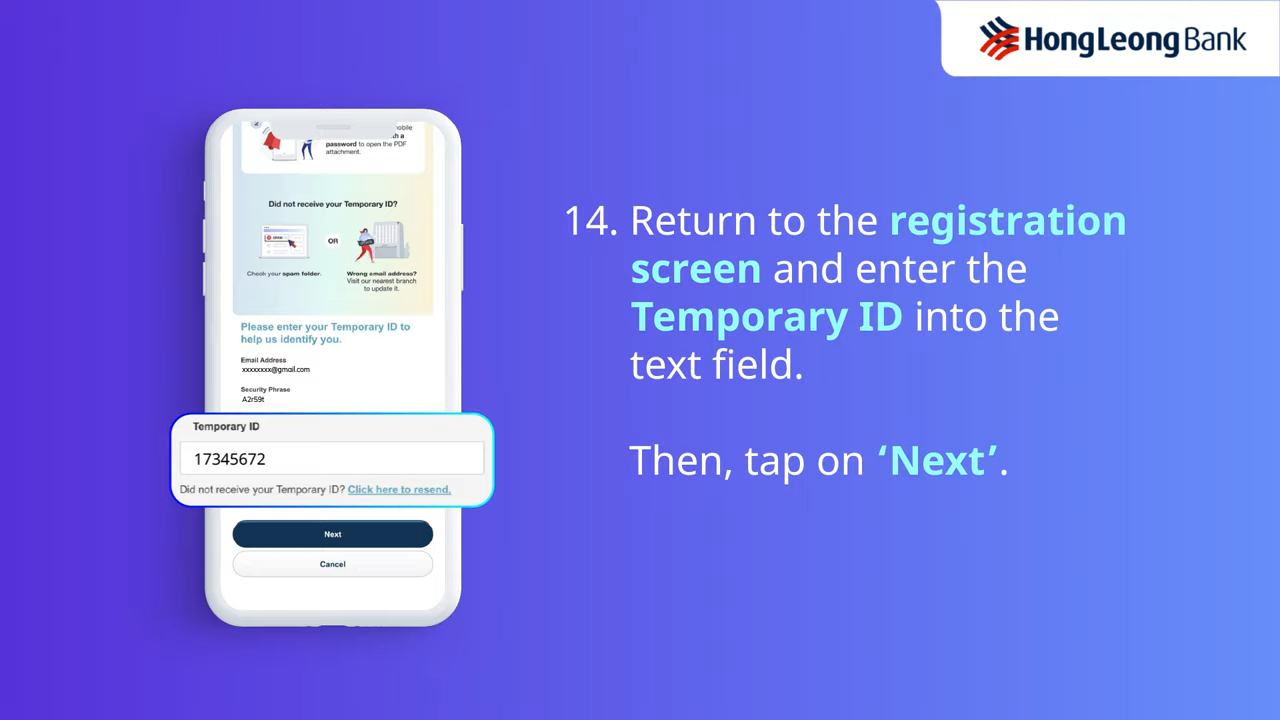 HongLeong Bank
password to open the PDF
attachment.
Did not receive your Temporary ID?
OR
Check your spam folder.
Wrong email address?
Visit our nearest branch
to update it.
Please enter your Temporary ID to
help us identify you.
Email Address
xxxxxxxx@gmail.com
Security Phrase
A2r59t
Temporary ID
17345672
Did not receive your Temporary ID? Click here to resend.
Next
Cancel
14. Return to the registration
screen and enter the
Temporary ID into the
text field.
Then, tap on ‘Next’.